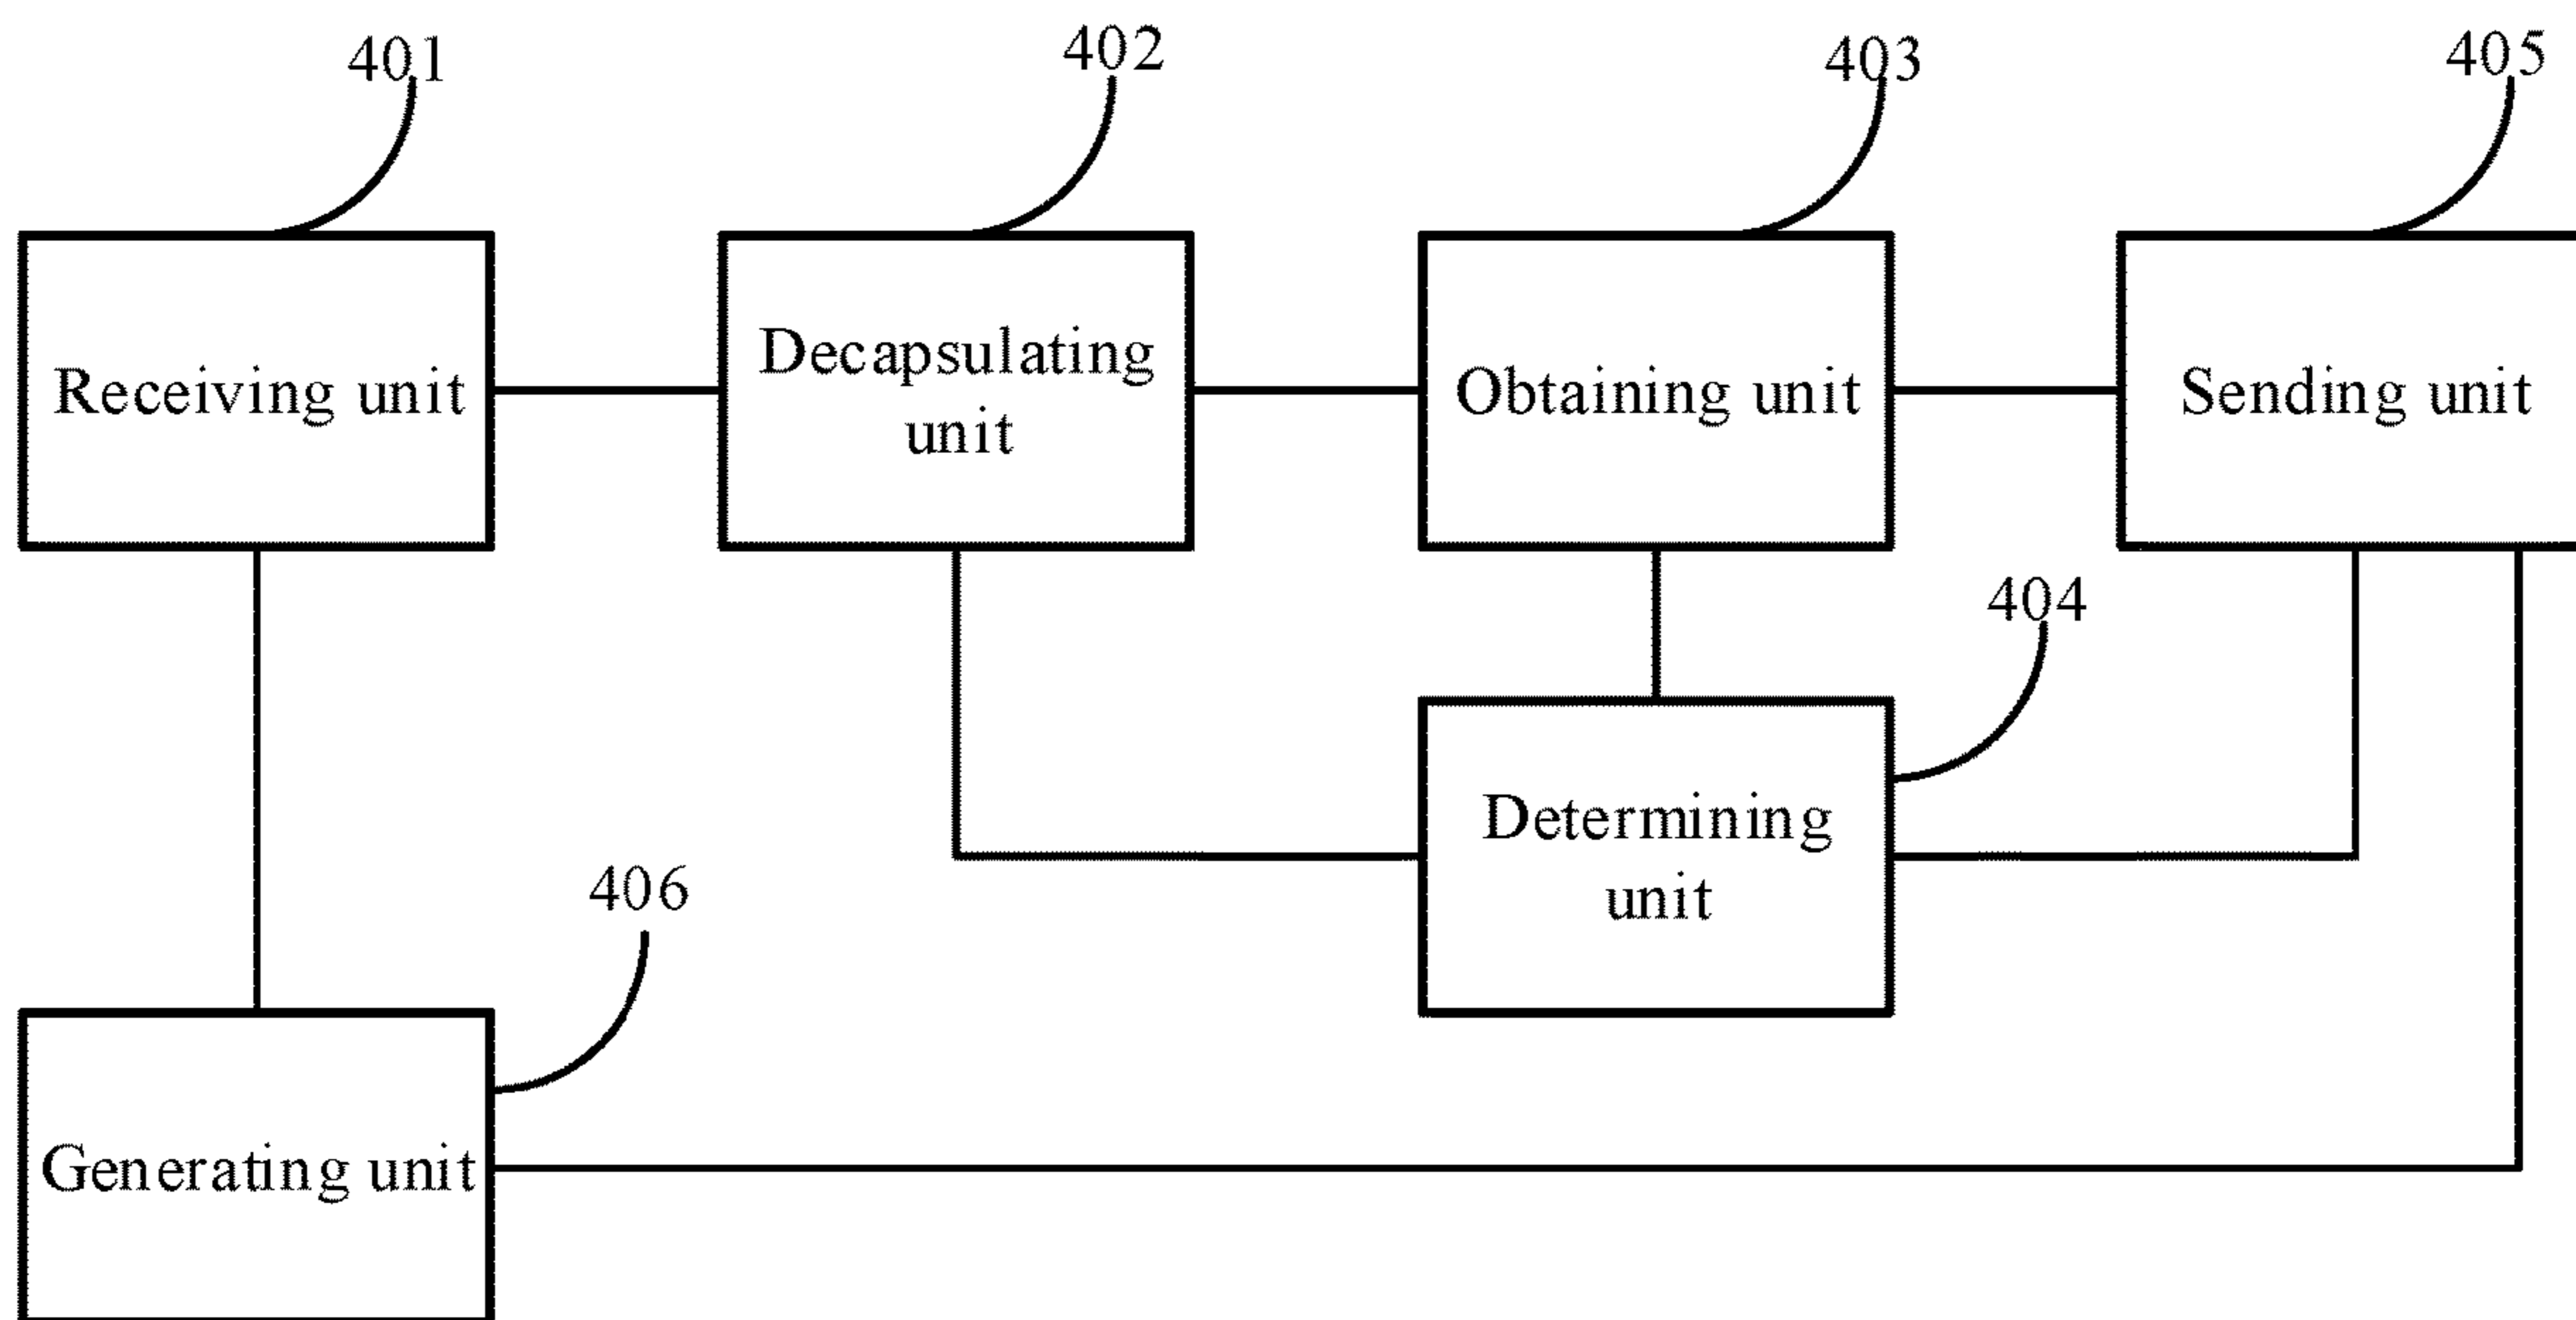 401
402
403
405
Receiving unit
Decapsulating
unit
Obtaining unit
Sending unit
404
Determining
unit
406
Generating unit